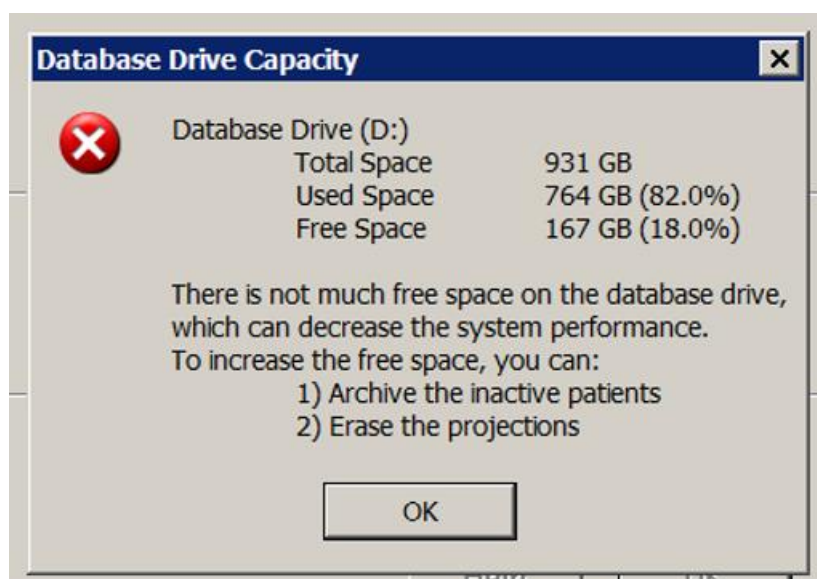 Database Drive Capacity
Database Drive (D:)
Total Space 931 GB
Used Space 764 GB (82.0%)
Free Space 167 GB (18.0%)
There is not much free space on the database drive,
which can decrease the system performance.
To increase the free space, you can:
1) Archive the inactive patients
2) Erase the projections
OK